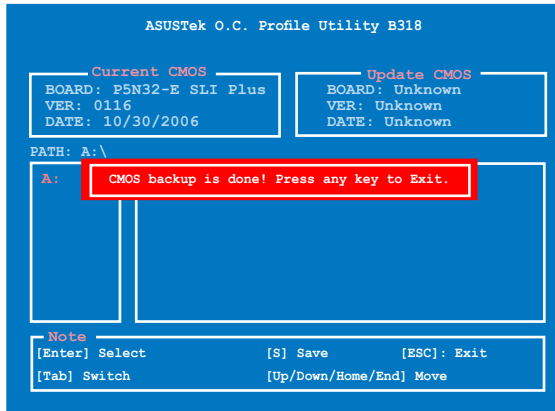 ASUSTek O.C. Profile Utility B318
Current CMOS
BOARD: P5N32-E SLI Plus
VER: 0116
DATE: 10/30/2006
Update CMOS
BOARD: Unknown
VER: Unknown
DATE: Unknown
PATH: A:\
A:
CMOS backup is done! Press any key to Exit.
Note
[Enter] Select [S] Save [ESC]: Exit
[Tab] Switch [Up/Down/Home/End] Move